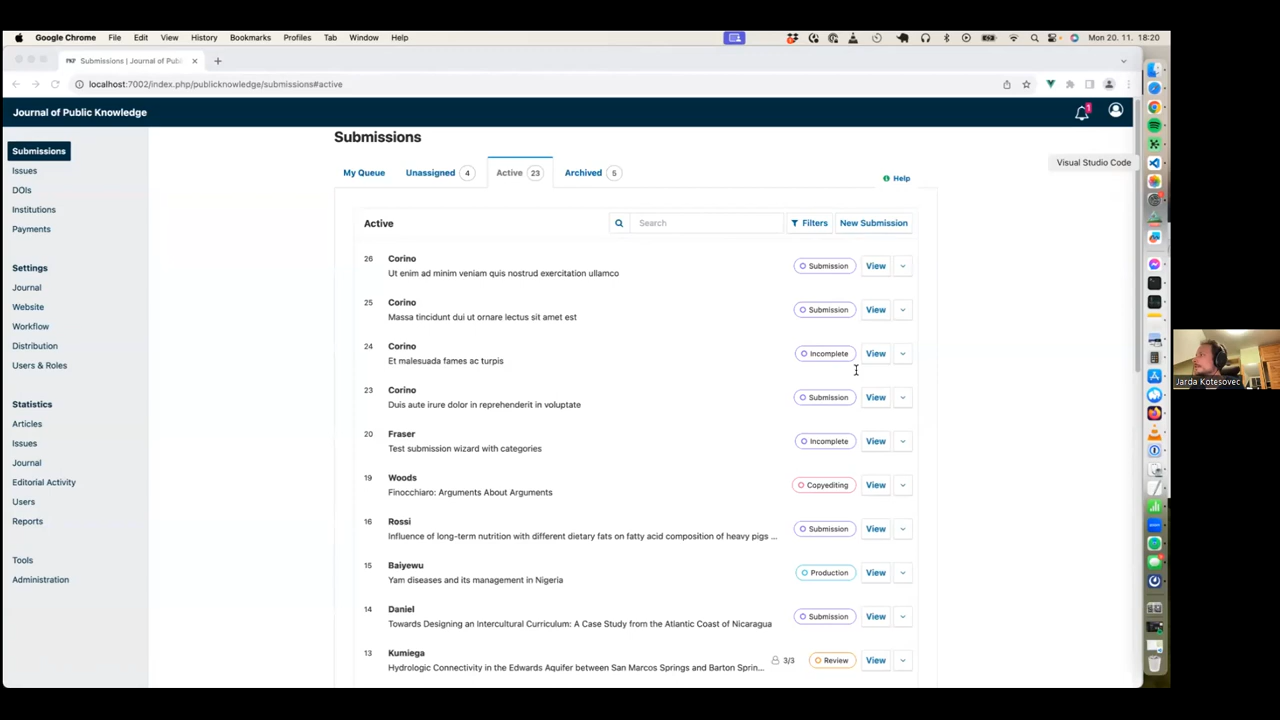 Google Chrome File Edit View History Bookmarks Profiles Tab Window Help Mon 20. 11. 18:20
Submissions | Journal of Pub
localhost:7002/index.php/publicknowledge/submissions#active
Journal of Public Knowledge 1
Submissions
Issues
DOIs
Institutions
Payments
Settings
Journal
Website
Workflow
Distribution
Users & Roles
Statistics
Articles
Issues
Journal
Editorial Activity
Users
Reports
Tools
Administration
Submissions
Visual Studio Code
My Queue Unassigned 4 Active 23 Archived 5 Help
Active Search Filters New Submission
26 Corino
Ut enim ad minim veniam quis nostrud exercitation ullamco Submission View
25 Corino
Massa tincidunt dui ut ornare lectus sit amet est Submission View
24 Corino
Et malesuada fames ac turpis Incomplete View
23 Corino
Duis aute irure dolor in reprehenderit in voluptate Submission View
20 Fraser
Test submission wizard with categories Incomplete View
19 Woods
Finocchiaro: Arguments About Arguments Copyediting View
16 Rossi
Influence of long-term nutrition with different dietary fats on fatty acid composition of heavy pigs ... Submission View
15 Baiyewu
Yam diseases and its management in Nigeria Production View
14 Daniel
Towards Designing an Intercultural Curriculum: A Case Study from the Atlantic Coast of Nicaragua Submission View
13 Kumiega
Hydrologic Connectivity in the Edwards Aquifer between San Marcos Springs and Barton Sprin... 3/3 Review View
Jarda Kotesovec